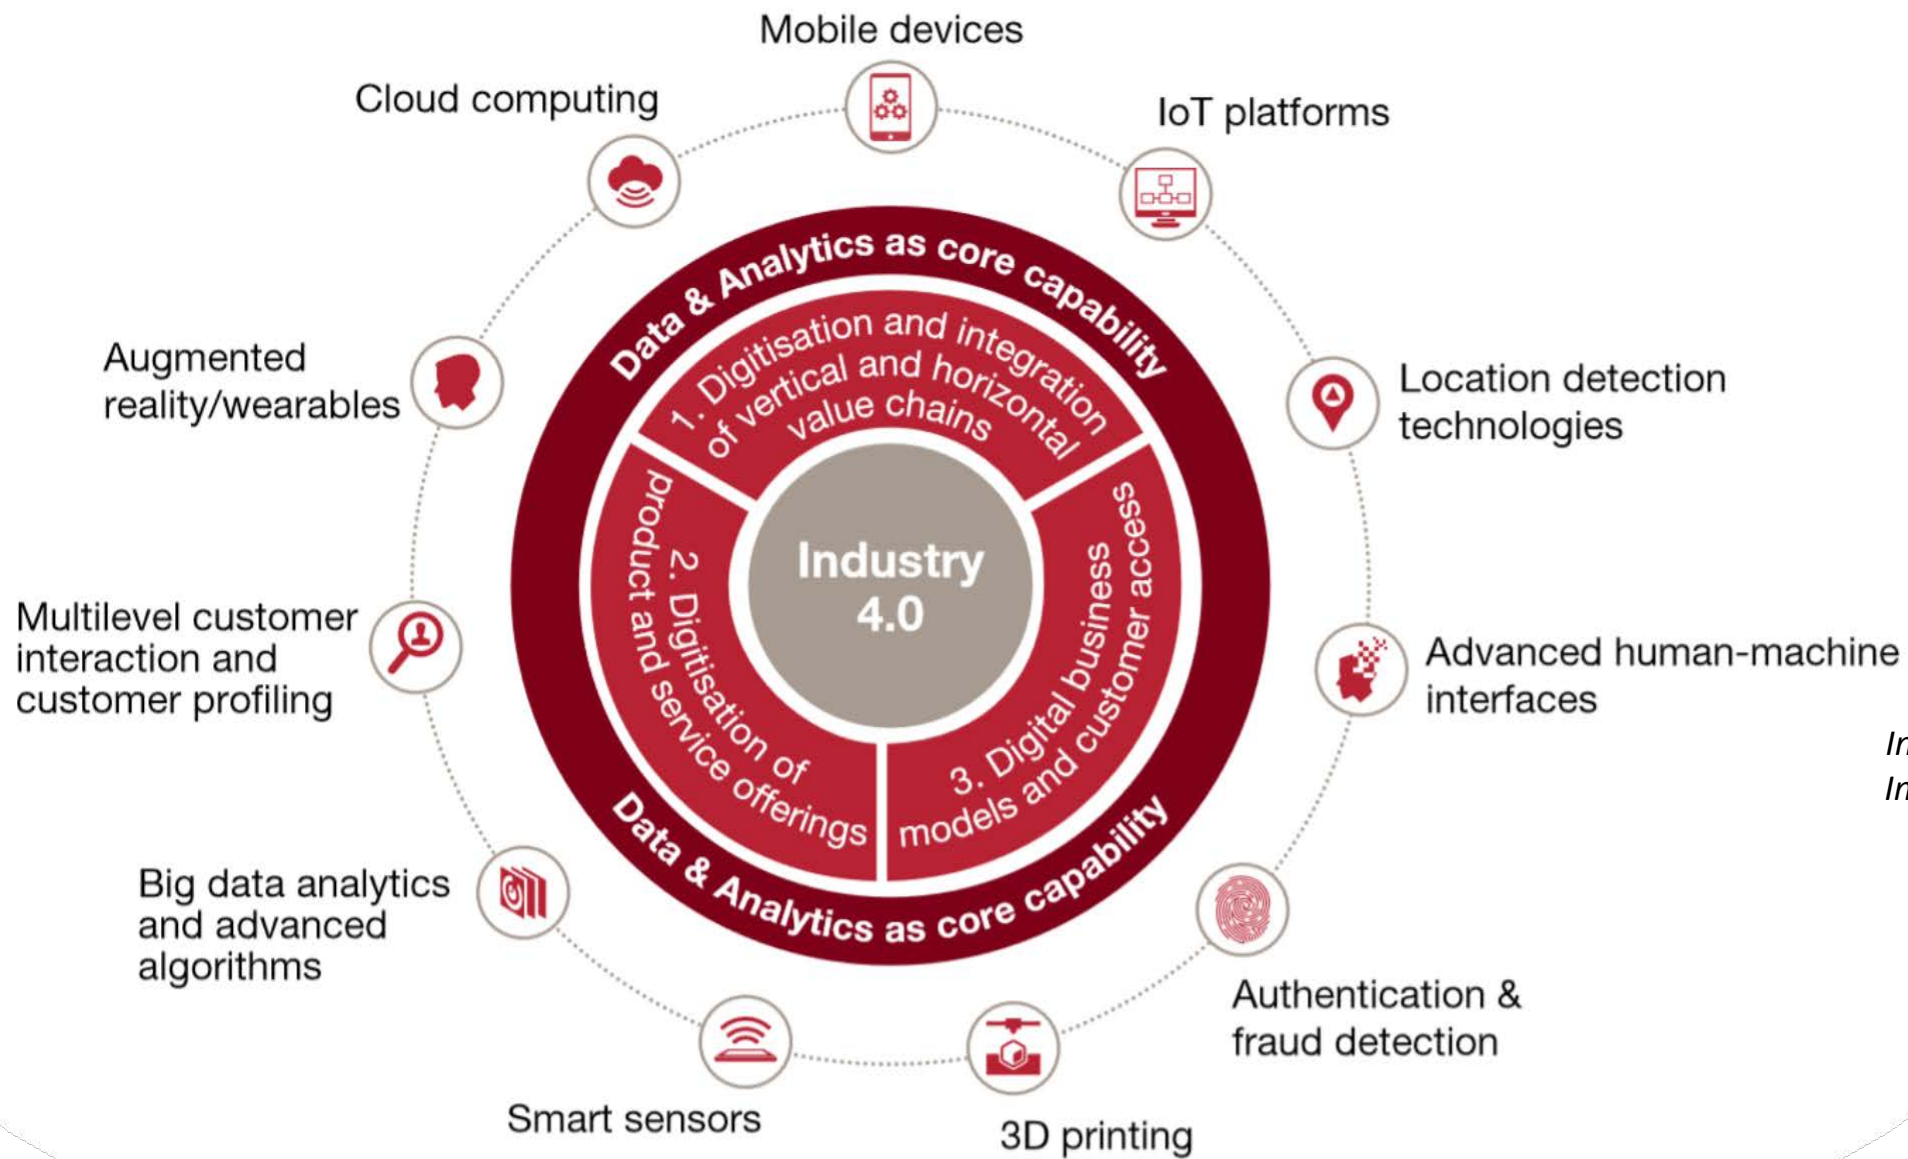 Mobile devices
Cloud computing
IoT platforms
Data & Analytics as core capability
1. Digitisation and integration
of vertical and horizontal
value chains
Augmented
reality/wearables
Location detection
technologies
Industry
4.0
2. Digitisation of
product and service offerings
3. Digital business
models and customer access
Multilevel customer
interaction and
customer profiling
Advanced human-machine
interfaces
In
In
Data & Analytics as core capability
Big data analytics
and advanced
algorithms
Authentication &
fraud detection
Smart sensors
3D printing